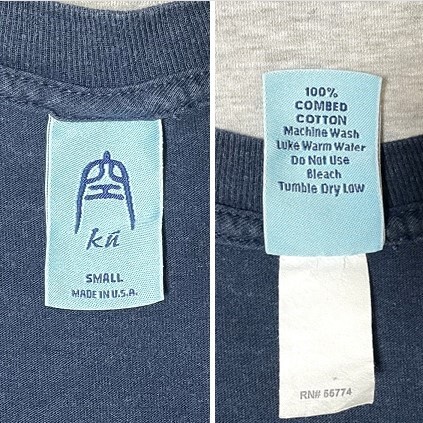 kū
SMALL
MADE IN U.S.A.
100%
COMBED
COTTON
Machine Wash
Luke Warm Water
Do Not Use
Bleach
Tumble Dry Low
RN# 66774